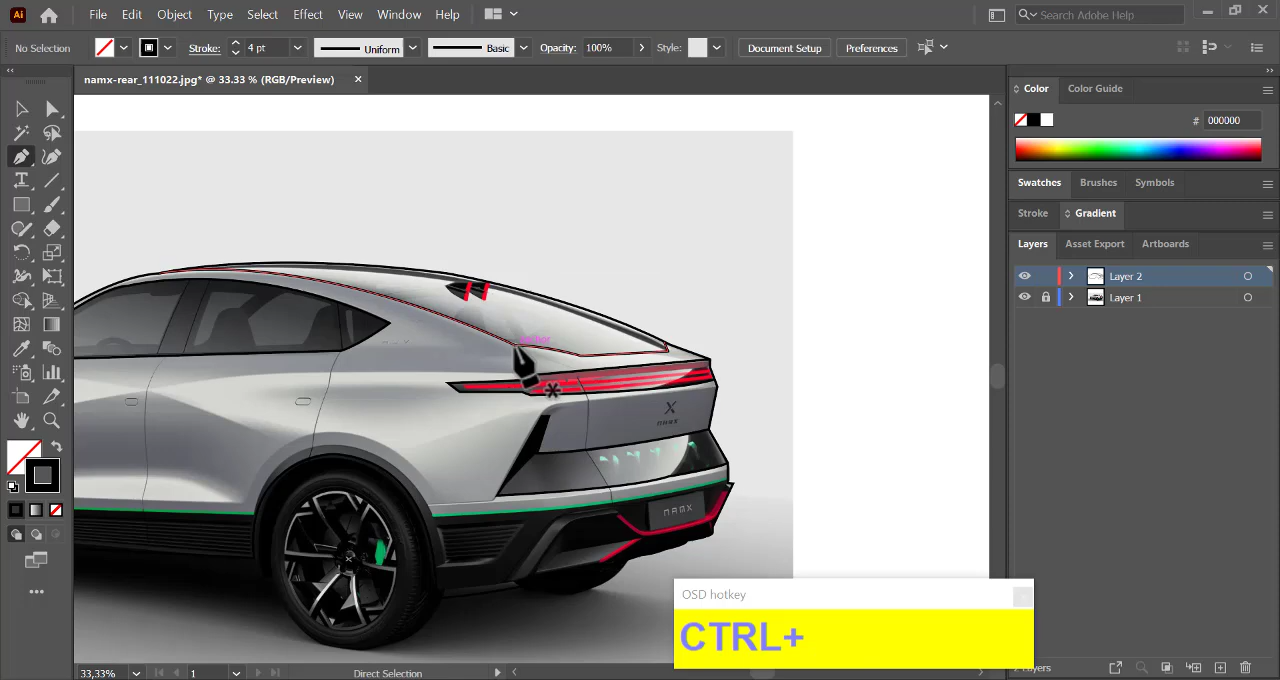 Ai File Edit Object Type Select Effect View Window Help Search Adobe Help
No Selection Stroke: 4 pt Uniform Basic Opacity: 100% Style: Document Setup Preferences
namx-rear_111022.jpg* @ 33.33 % (RGB/Preview) ×
Color Color Guide
# 000000
Swatches Brushes Symbols
Stroke Gradient
Layers Asset Export Artboards
Layer 2
Layer 1
anchor
X
NAMX
NAMX
OSD hotkey
CTRL+
33,33% 1 Direct Selection
2 Layers